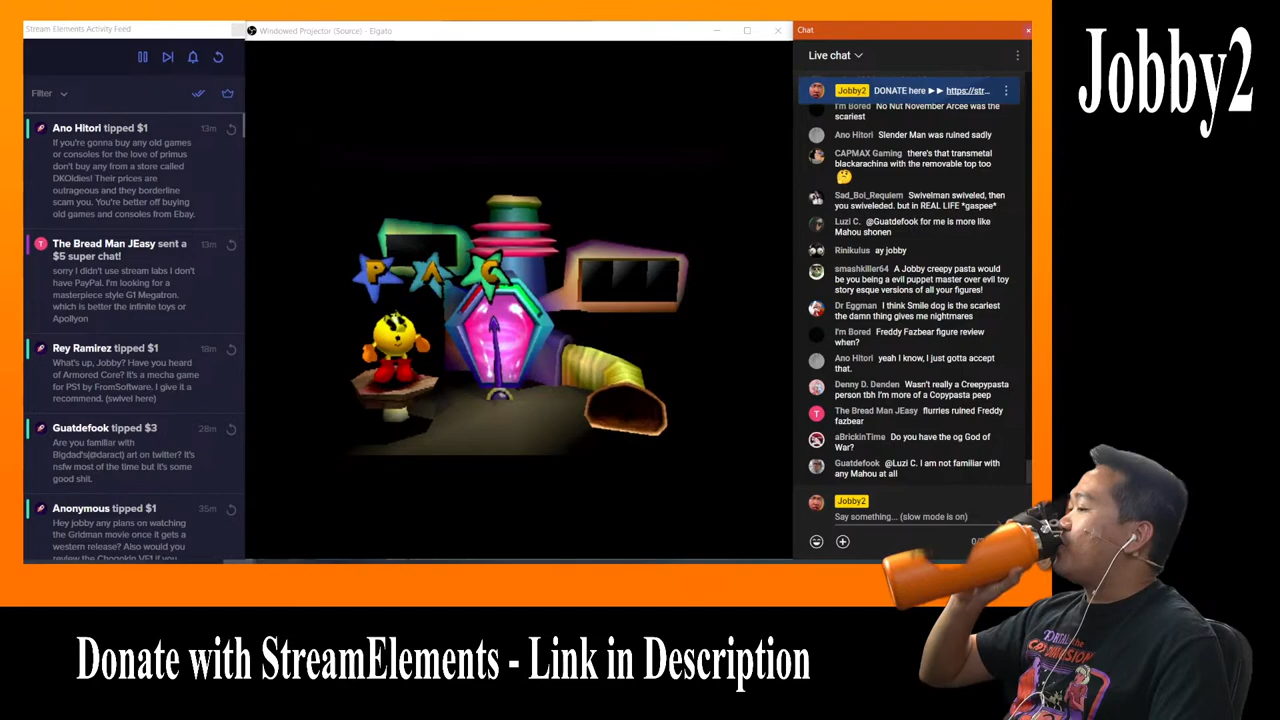 Stream Elements Activity Feed
Filter
Ano Hitori tipped $1
13m
If you're gonna buy any old games
or consoles for the love of primus
don't buy any from a store called
DKOldies! Their prices are
outrageous and they borderline
scam you. You're better off buying
old games and consoles from Ebay.
T
The Bread Man JEasy sent a
$5 super chat!
13m
sorry I didn't use stream labs I don't
have PayPal. I'm looking for a
masterpiece style G1 Megatron.
which is better the infinite toys or
Apollyon
Rey Ramirez tipped $1
18m
What's up, Jobby? Have you heard
of Armored Core? It's a mecha game
for PS1 by FromSoftware. I give it a
recommend. (swivel here)
Guatdefook tipped $3
28m
Are you familiar with
Bigdad's(@daract) art on twitter? It's
nsfw most of the time but it's some
good shit.
Anonymous tipped $1
35m
Hey jobby any plans on watching
the Gridman movie once it gets a
western release? Also would you
review the Chogokin VF1 if you
Windowed Projector (Source) - Elgato
PAC
Chat
Live chat
Jobby2 DONATE here ►► https://str...
I'm Bored No Nut November Arcee was the
scariest
Ano Hitori Slender Man was ruined sadly
CAPMAX Gaming there's that transmetal
blackarachina with the removable top too
Sad_Boi_Requiem Swivelman swiveled, then
you swiveleded. but in REAL LIFE *gaspee*
Luzi C. @Guatdefook for me is more like
Mahou shonen
Rinikulus ay jobby
smashkiller64 A Jobby creepy pasta would
be you being a evil puppet master over evil toy
story esque versions of all your figures!
Dr Eggman I think Smile dog is the scariest
the damn thing gives me nightmares
I'm Bored Freddy Fazbear figure review
when?
Ano Hitori yeah I know, I just gotta accept
that.
Denny D. Denden Wasn't really a Creepypasta
person tbh I'm more of a Copypasta peep
T The Bread Man JEasy flurries ruined Freddy
fazbear
aBrickinTime Do you have the og God of
War?
Guatdefook @Luzi C. I am not familiar with
any Mahou at all
Jobby2
Say something... (slow mode is on)
Jobby2
Donate with StreamElements - Link in Description